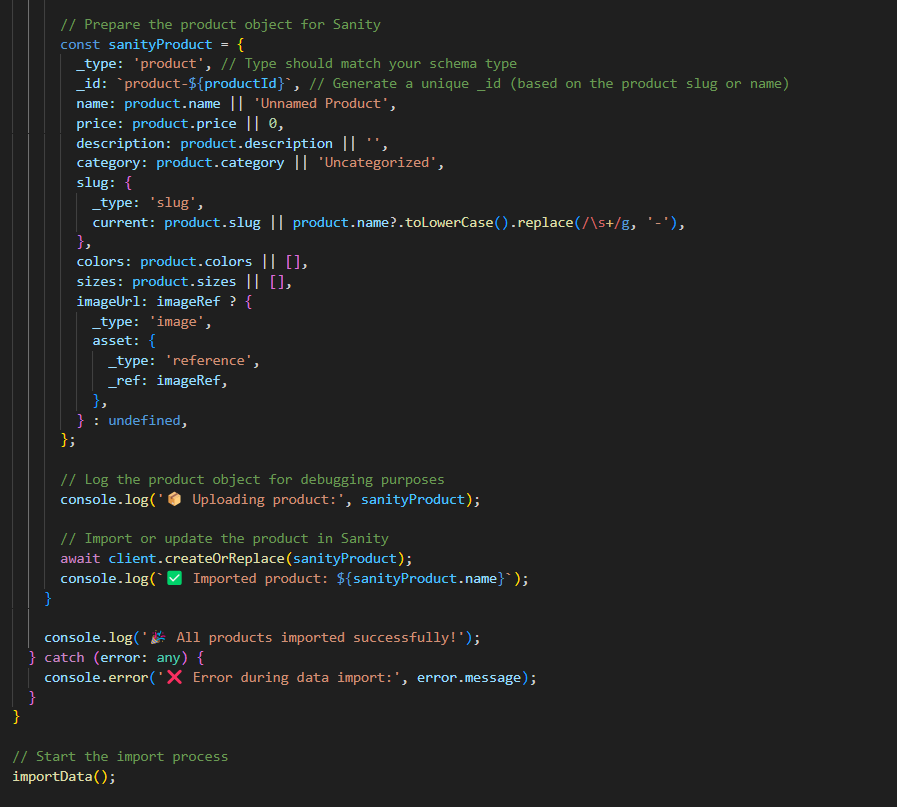 // Prepare the product object for Sanity
const sanityProduct = {
_type: 'product', // Type should match your schema type
_id: `product-${productId}`, // Generate a unique _id (based on the product slug or name)
name: product.name || 'Unnamed Product',
price: product.price || 0,
description: product.description || '',
category: product.category || 'Uncategorized',
slug: {
_type: 'slug',
current: product.slug || product.name?.toLowerCase().replace(/\s+/g, '-'),
},
colors: product.colors || [],
sizes: product.sizes || [],
imageUrl: imageRef ? {
_type: 'image',
asset: {
_type: 'reference',
_ref: imageRef,
},
} : undefined,
};
// Log the product object for debugging purposes
console.log('📦 Uploading product:', sanityProduct);
// Import or update the product in Sanity
await client.createOrReplace(sanityProduct);
console.log(`✅ Imported product: ${sanityProduct.name}`);
}
console.log('🎉 All products imported successfully!');
} catch (error: any) {
console.error('❌ Error during data import:', error.message);
}
}
// Start the import process
importData();